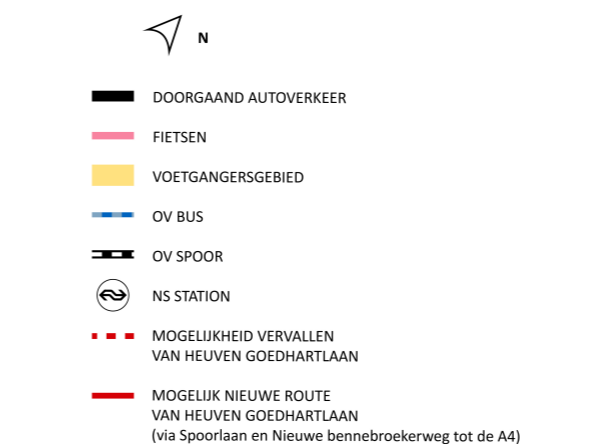 N
DOORGAAND AUTOVERKEER
FIETSEN
VOETGANGERSGEBIED
OV BUS
OV SPOOR
NS STATION
MOGELIJKHEID VERVALLEN
VAN HEUVEN GOEDHARTLAAN
MOGELIJK NIEUWE ROUTE
VAN HEUVEN GOEDHARTLAAN
(via Spoorlaan en Nieuwe bennebroekerweg tot de A4)